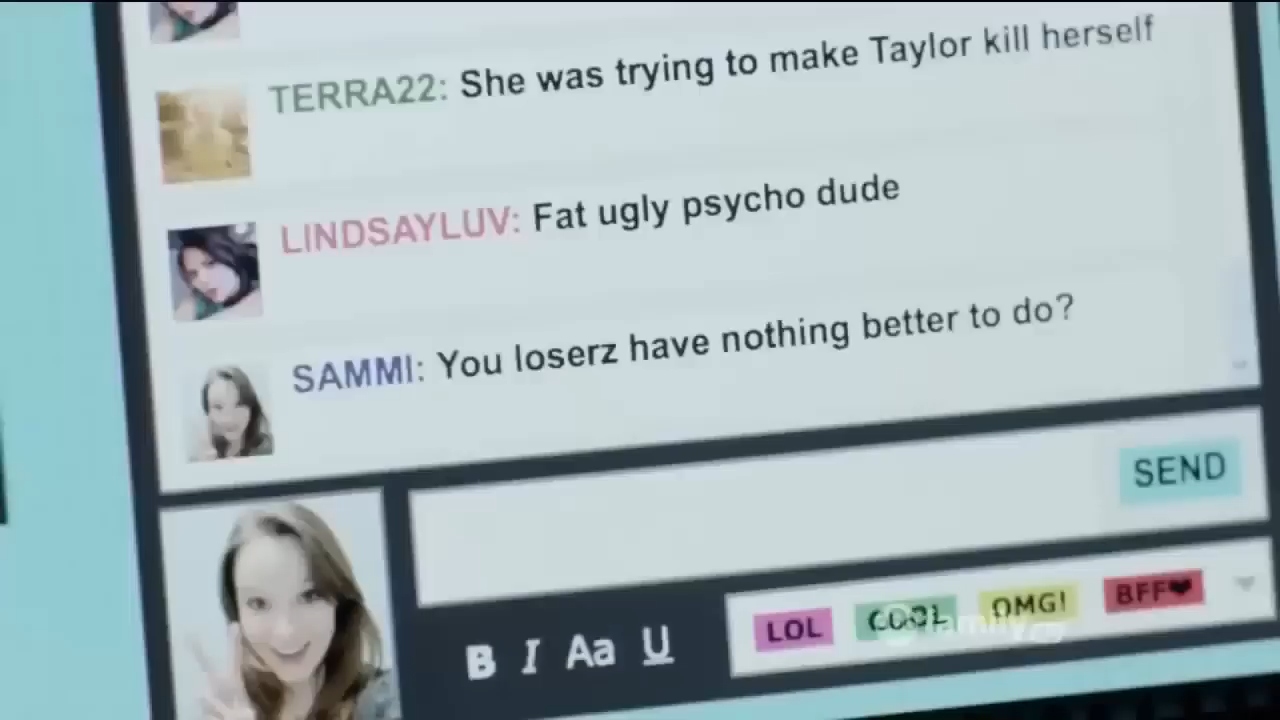 TERRA22: She was trying to make Taylor kill herself
LINDSAYLUV: Fat ugly psycho dude
SAMMI: You loserz have nothing better to do?
SEND
B I Aa U
LOL COOL OMG! BFF❤
family